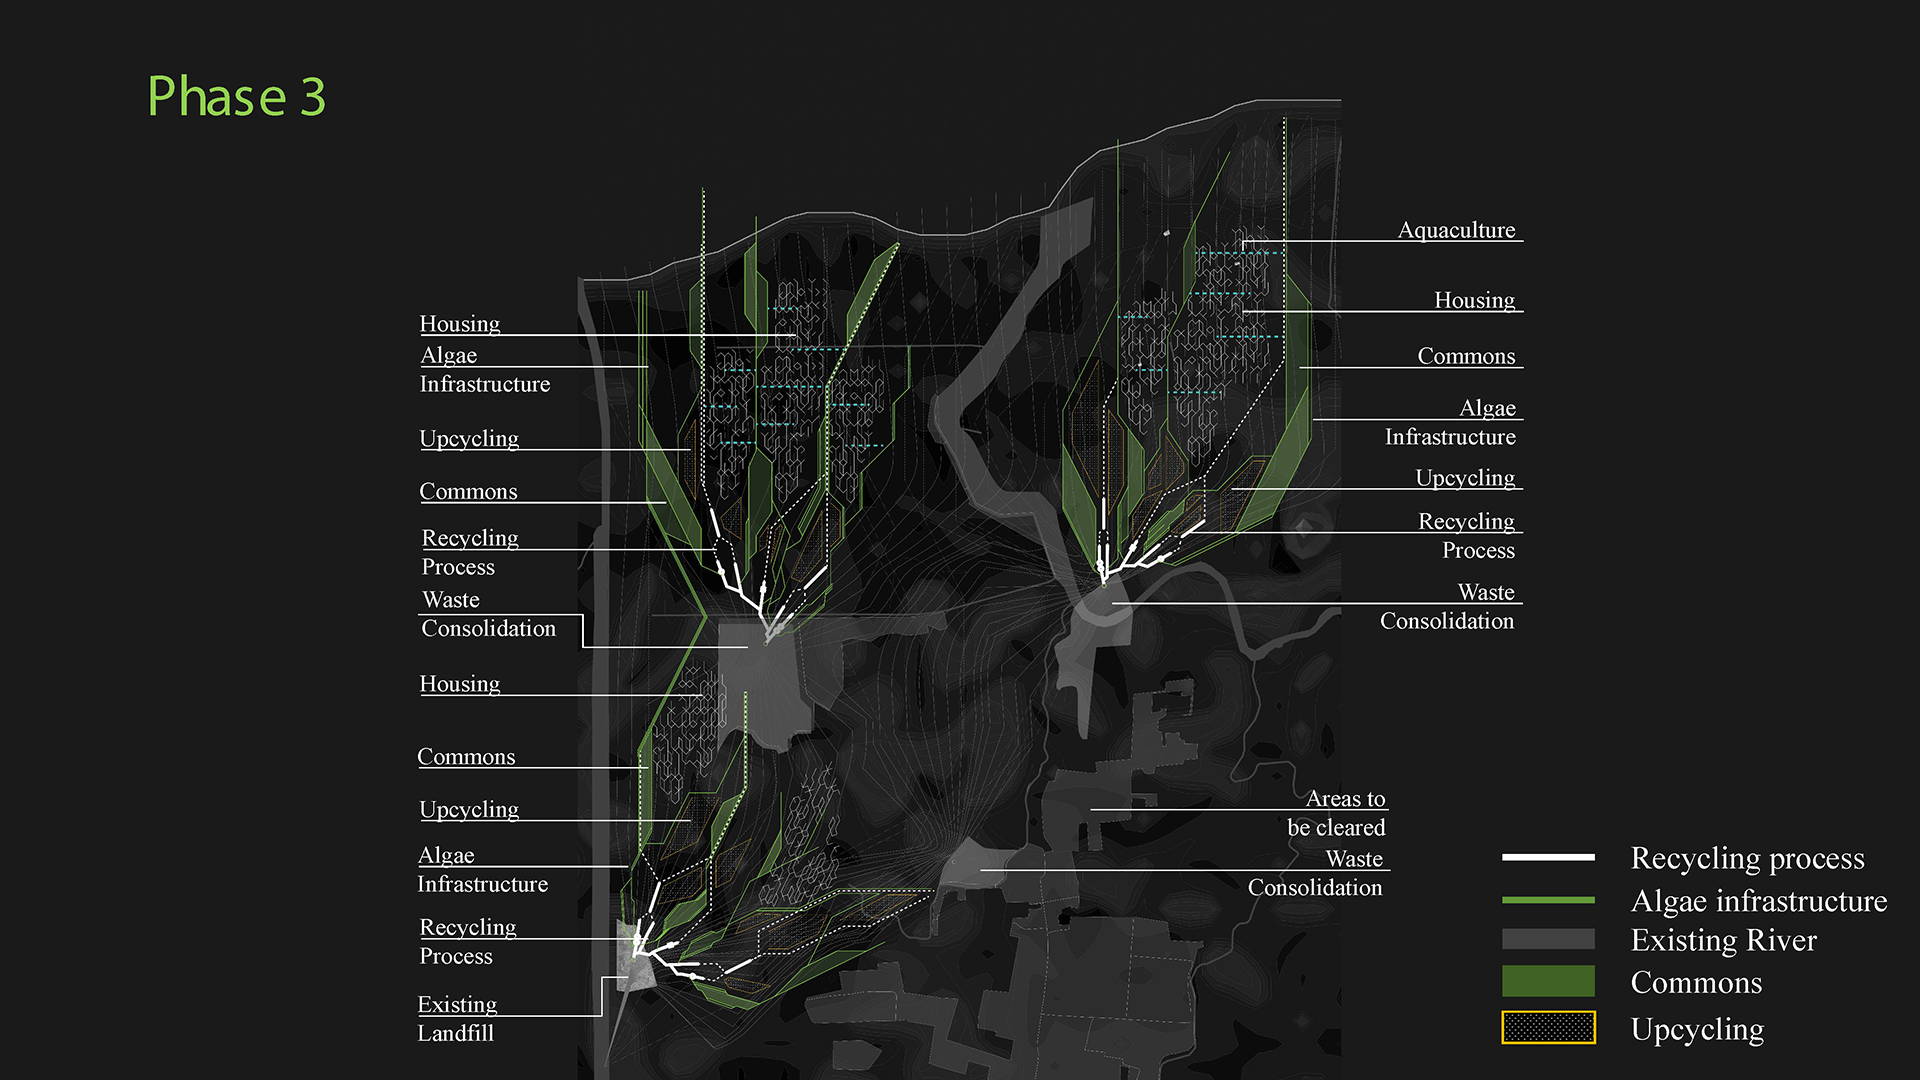 Phase 3
Housing
Algae
Infrastructure
Upcycling
Commons
Recycling
Process
Waste
Consolidation
Housing
Commons
Upcycling
Algae
Infrastructure
Recycling
Process
Existing
Landfill
Aquaculture
Housing
Commons
Algae
Infrastructure
Upcycling
Recycling
Process
Waste
Consolidation
Areas to
be cleared
Waste
Consolidation
Recycling process
Algae infrastructure
Existing River
Commons
Upcycling